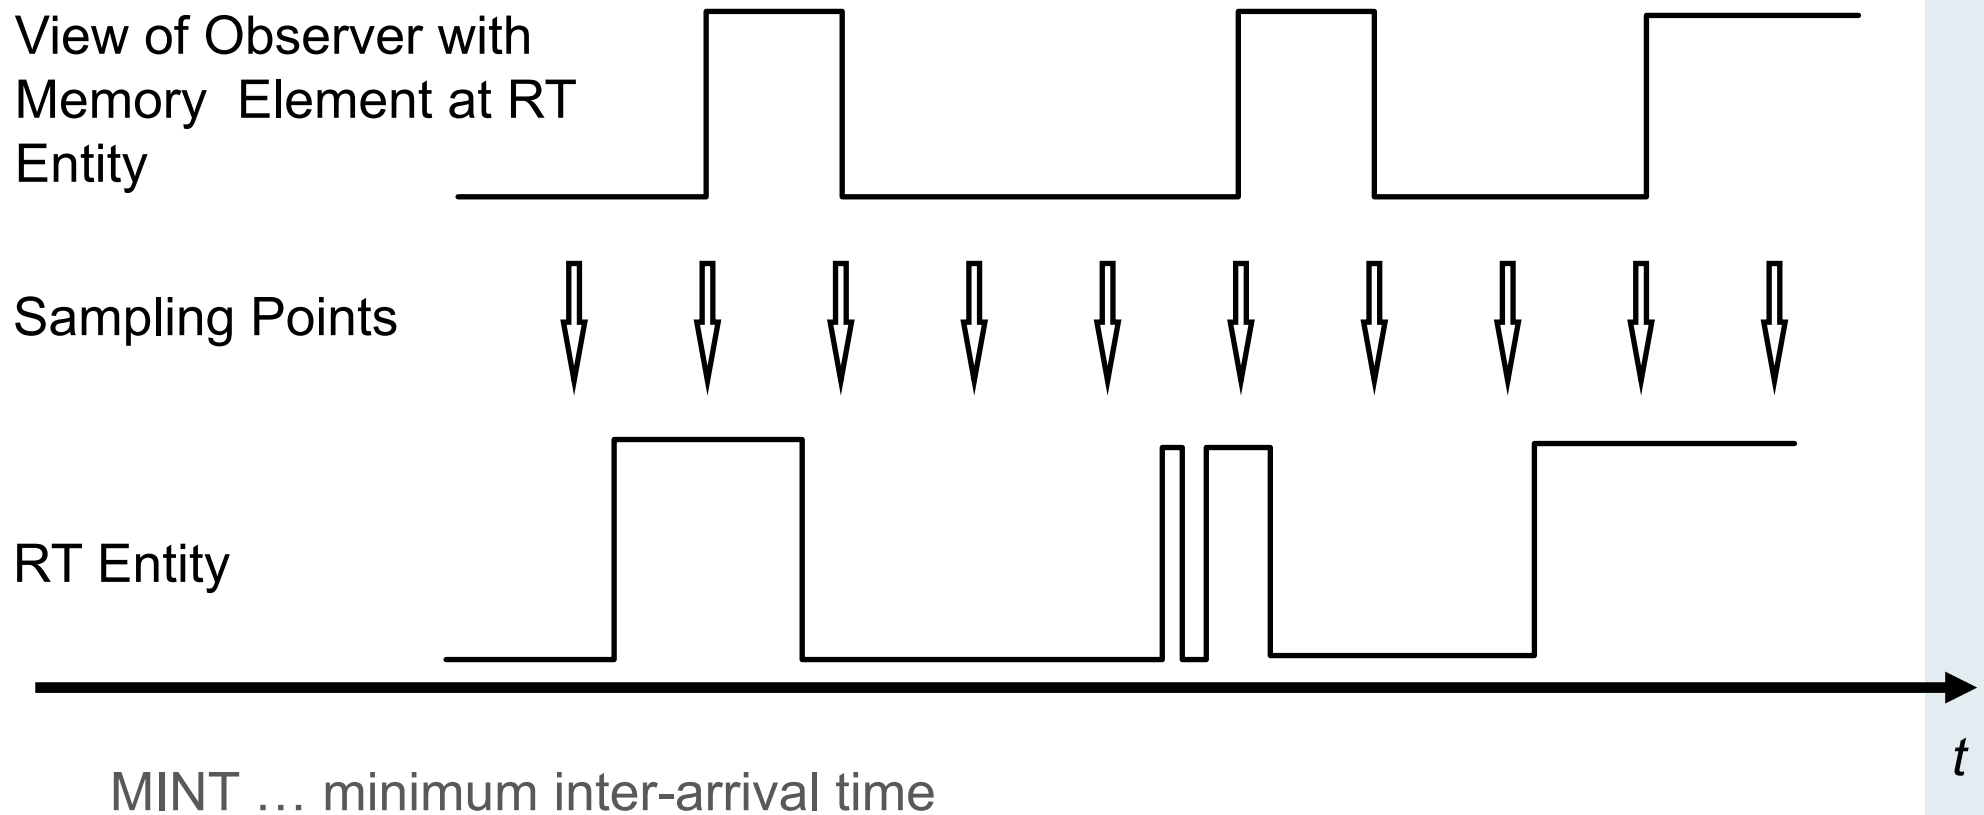 View of Observer with
Memory Element at RT
Entity
Sampling Points
RT Entity
t
MINT … minimum inter-arrival time